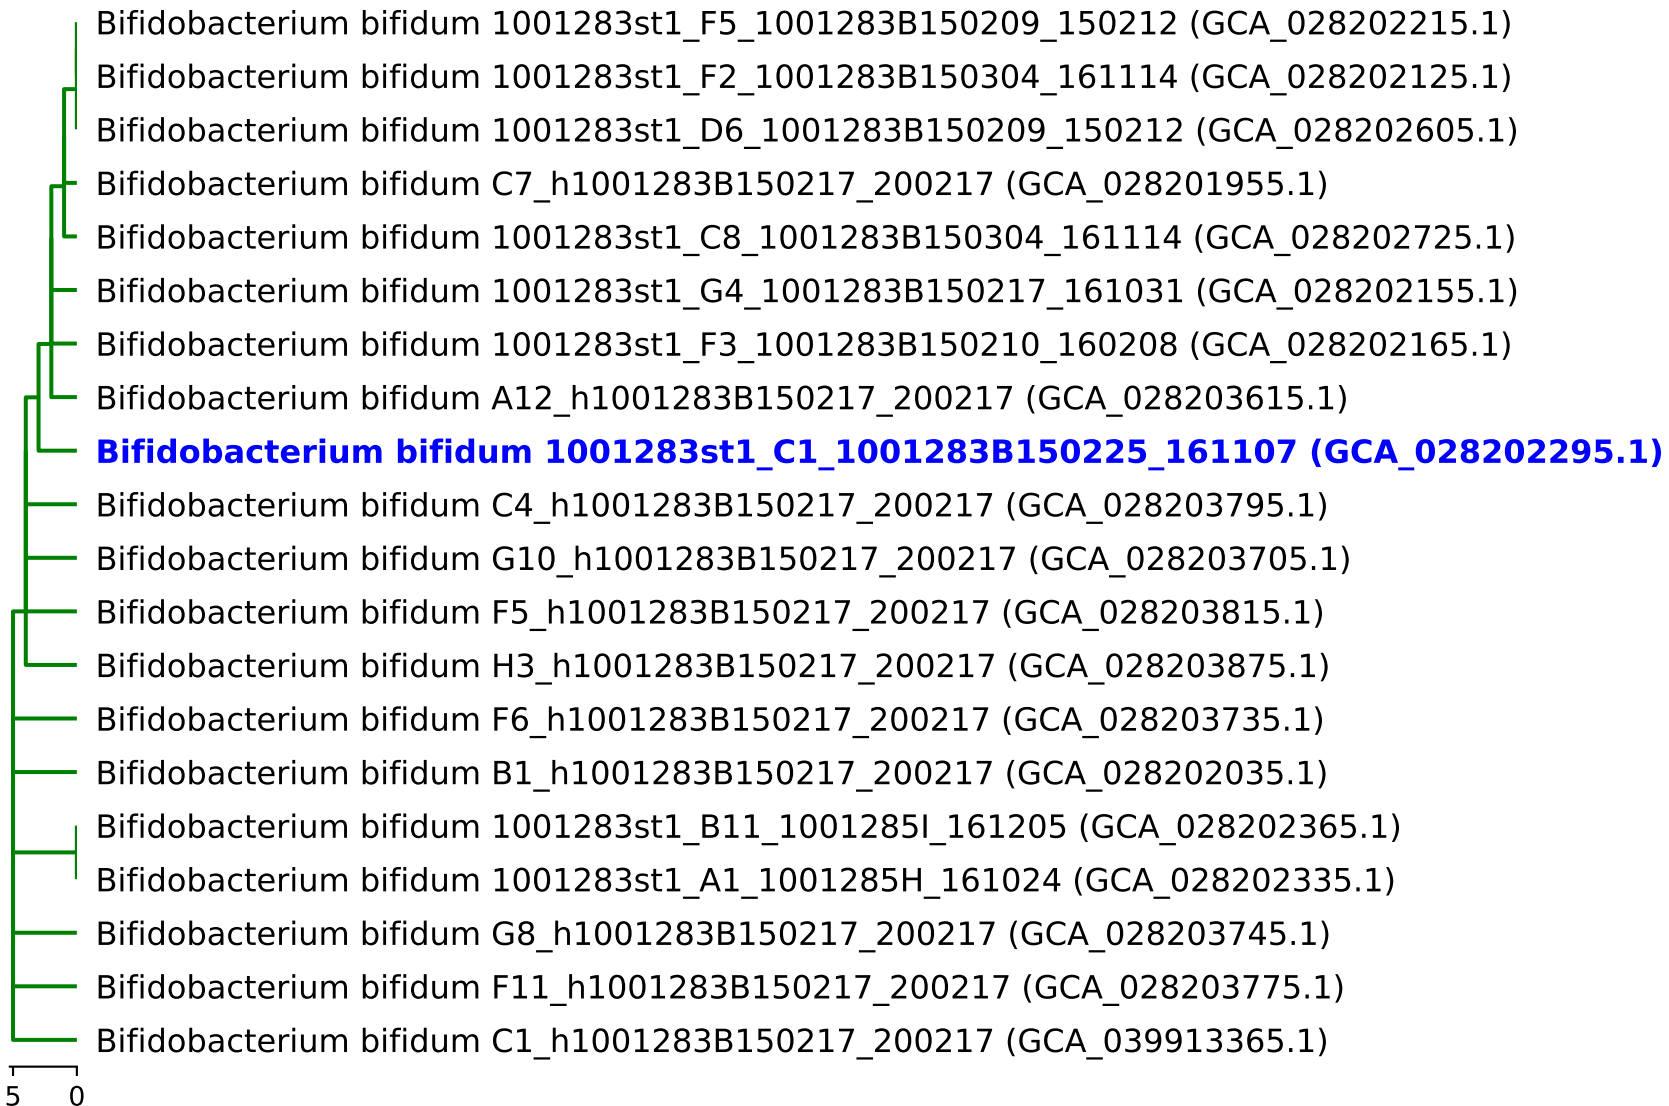 Bifidobacterium bifidum 1001283st1_F5_1001283B150209_150212 (GCA_028202215.1)
Bifidobacterium bifidum 1001283st1_F2_1001283B150304_161114 (GCA_028202125.1)
Bifidobacterium bifidum 1001283st1_D6_1001283B150209_150212 (GCA_028202605.1)
Bifidobacterium bifidum C7_h1001283B150217_200217 (GCA_028201955.1)
Bifidobacterium bifidum 1001283st1_C8_1001283B150304_161114 (GCA_028202725.1)
Bifidobacterium bifidum 1001283st1_G4_1001283B150217_161031 (GCA_028202155.1)
Bifidobacterium bifidum 1001283st1_F3_1001283B150210_160208 (GCA_028202165.1)
Bifidobacterium bifidum A12_h1001283B150217_200217 (GCA_028203615.1)
Bifidobacterium bifidum 1001283st1_C1_1001283B150225_161107 (GCA_028202295.1)
Bifidobacterium bifidum C4_h1001283B150217_200217 (GCA_028203795.1)
Bifidobacterium bifidum G10_h1001283B150217_200217 (GCA_028203705.1)
Bifidobacterium bifidum F5_h1001283B150217_200217 (GCA_028203815.1)
Bifidobacterium bifidum H3_h1001283B150217_200217 (GCA_028203875.1)
Bifidobacterium bifidum F6_h1001283B150217_200217 (GCA_028203735.1)
Bifidobacterium bifidum B1_h1001283B150217_200217 (GCA_028202035.1)
Bifidobacterium bifidum 1001283st1_B11_1001285I_161205 (GCA_028202365.1)
Bifidobacterium bifidum 1001283st1_A1_1001285H_161024 (GCA_028202335.1)
Bifidobacterium bifidum G8_h1001283B150217_200217 (GCA_028203745.1)
Bifidobacterium bifidum F11_h1001283B150217_200217 (GCA_028203775.1)
Bifidobacterium bifidum C1_h1001283B150217_200217 (GCA_039913365.1)
5 0